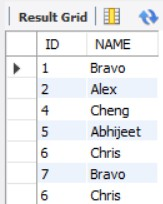 Result Grid
ID NAME
1 Bravo
2 Alex
4 Cheng
5 Abhijeet
6 Chris
7 Bravo
6 Chris